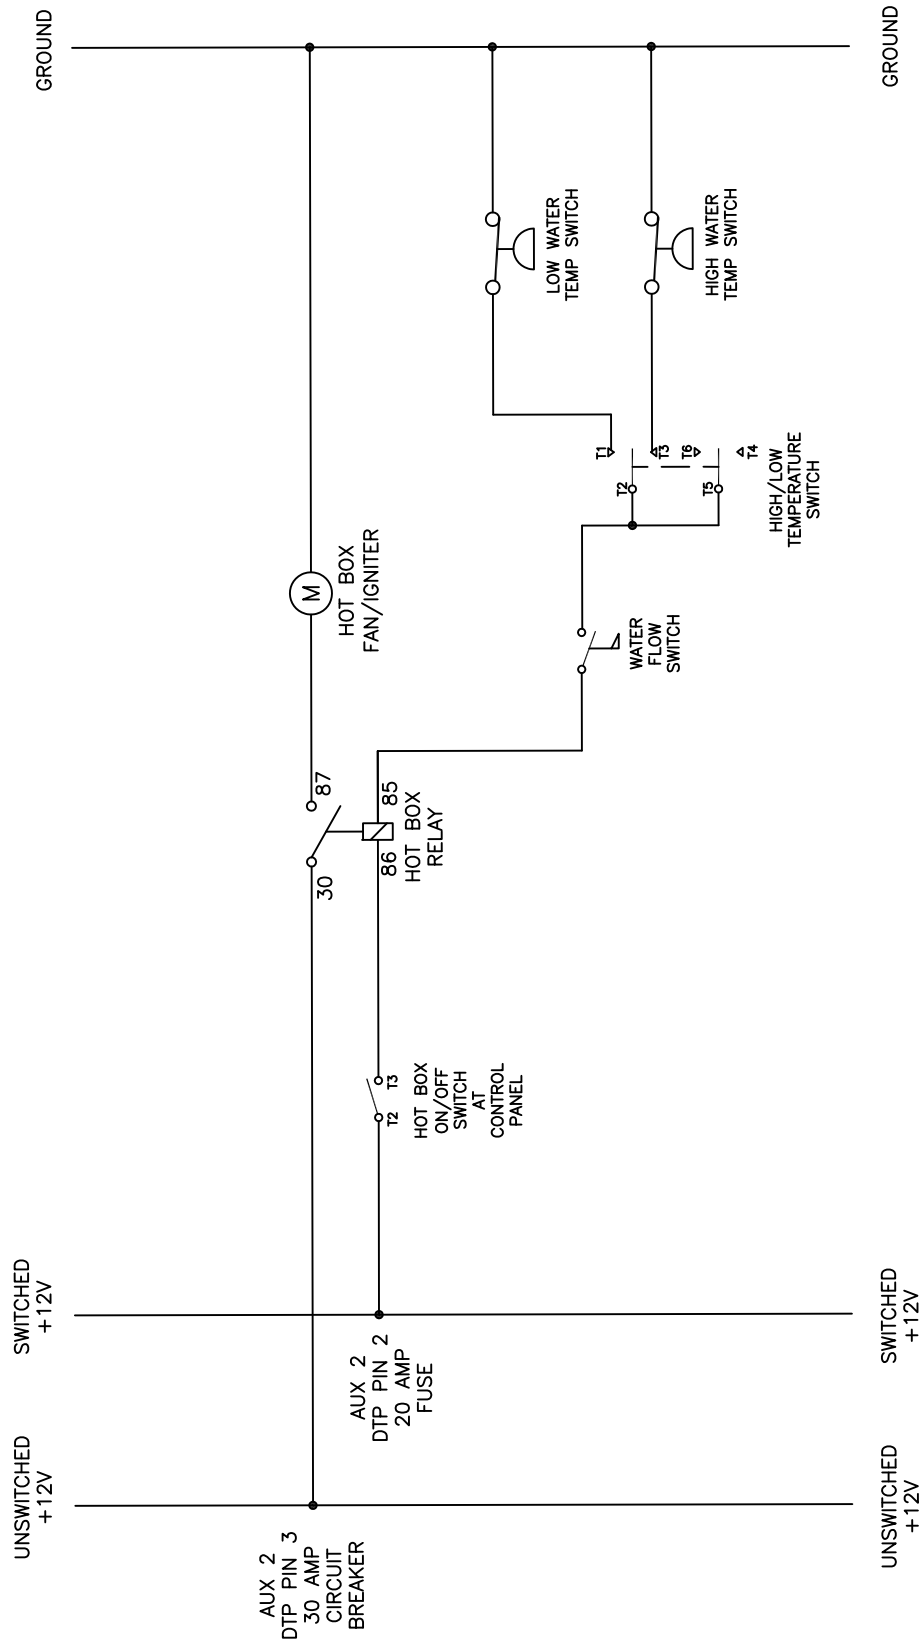 UNSWITCHED
+12V
SWITCHED
+12V
GROUND
AUX 2
DTP PIN 3
30 AMP
CIRCUIT
BREAKER
AUX 2
DTP PIN 2
20 AMP
FUSE
30
87
86
85
HOT BOX
RELAY
T2
T3
HOT BOX
ON/OFF
SWITCH
AT
CONTROL
PANEL
M
HOT BOX
FAN/IGNITER
WATER
FLOW
SWITCH
T1
T2
T3
T6
T5
T4
HIGH/LOW
TEMPERATURE
SWITCH
LOW WATER
TEMP SWITCH
HIGH WATER
TEMP SWITCH
UNSWITCHED
+12V
SWITCHED
+12V
GROUND